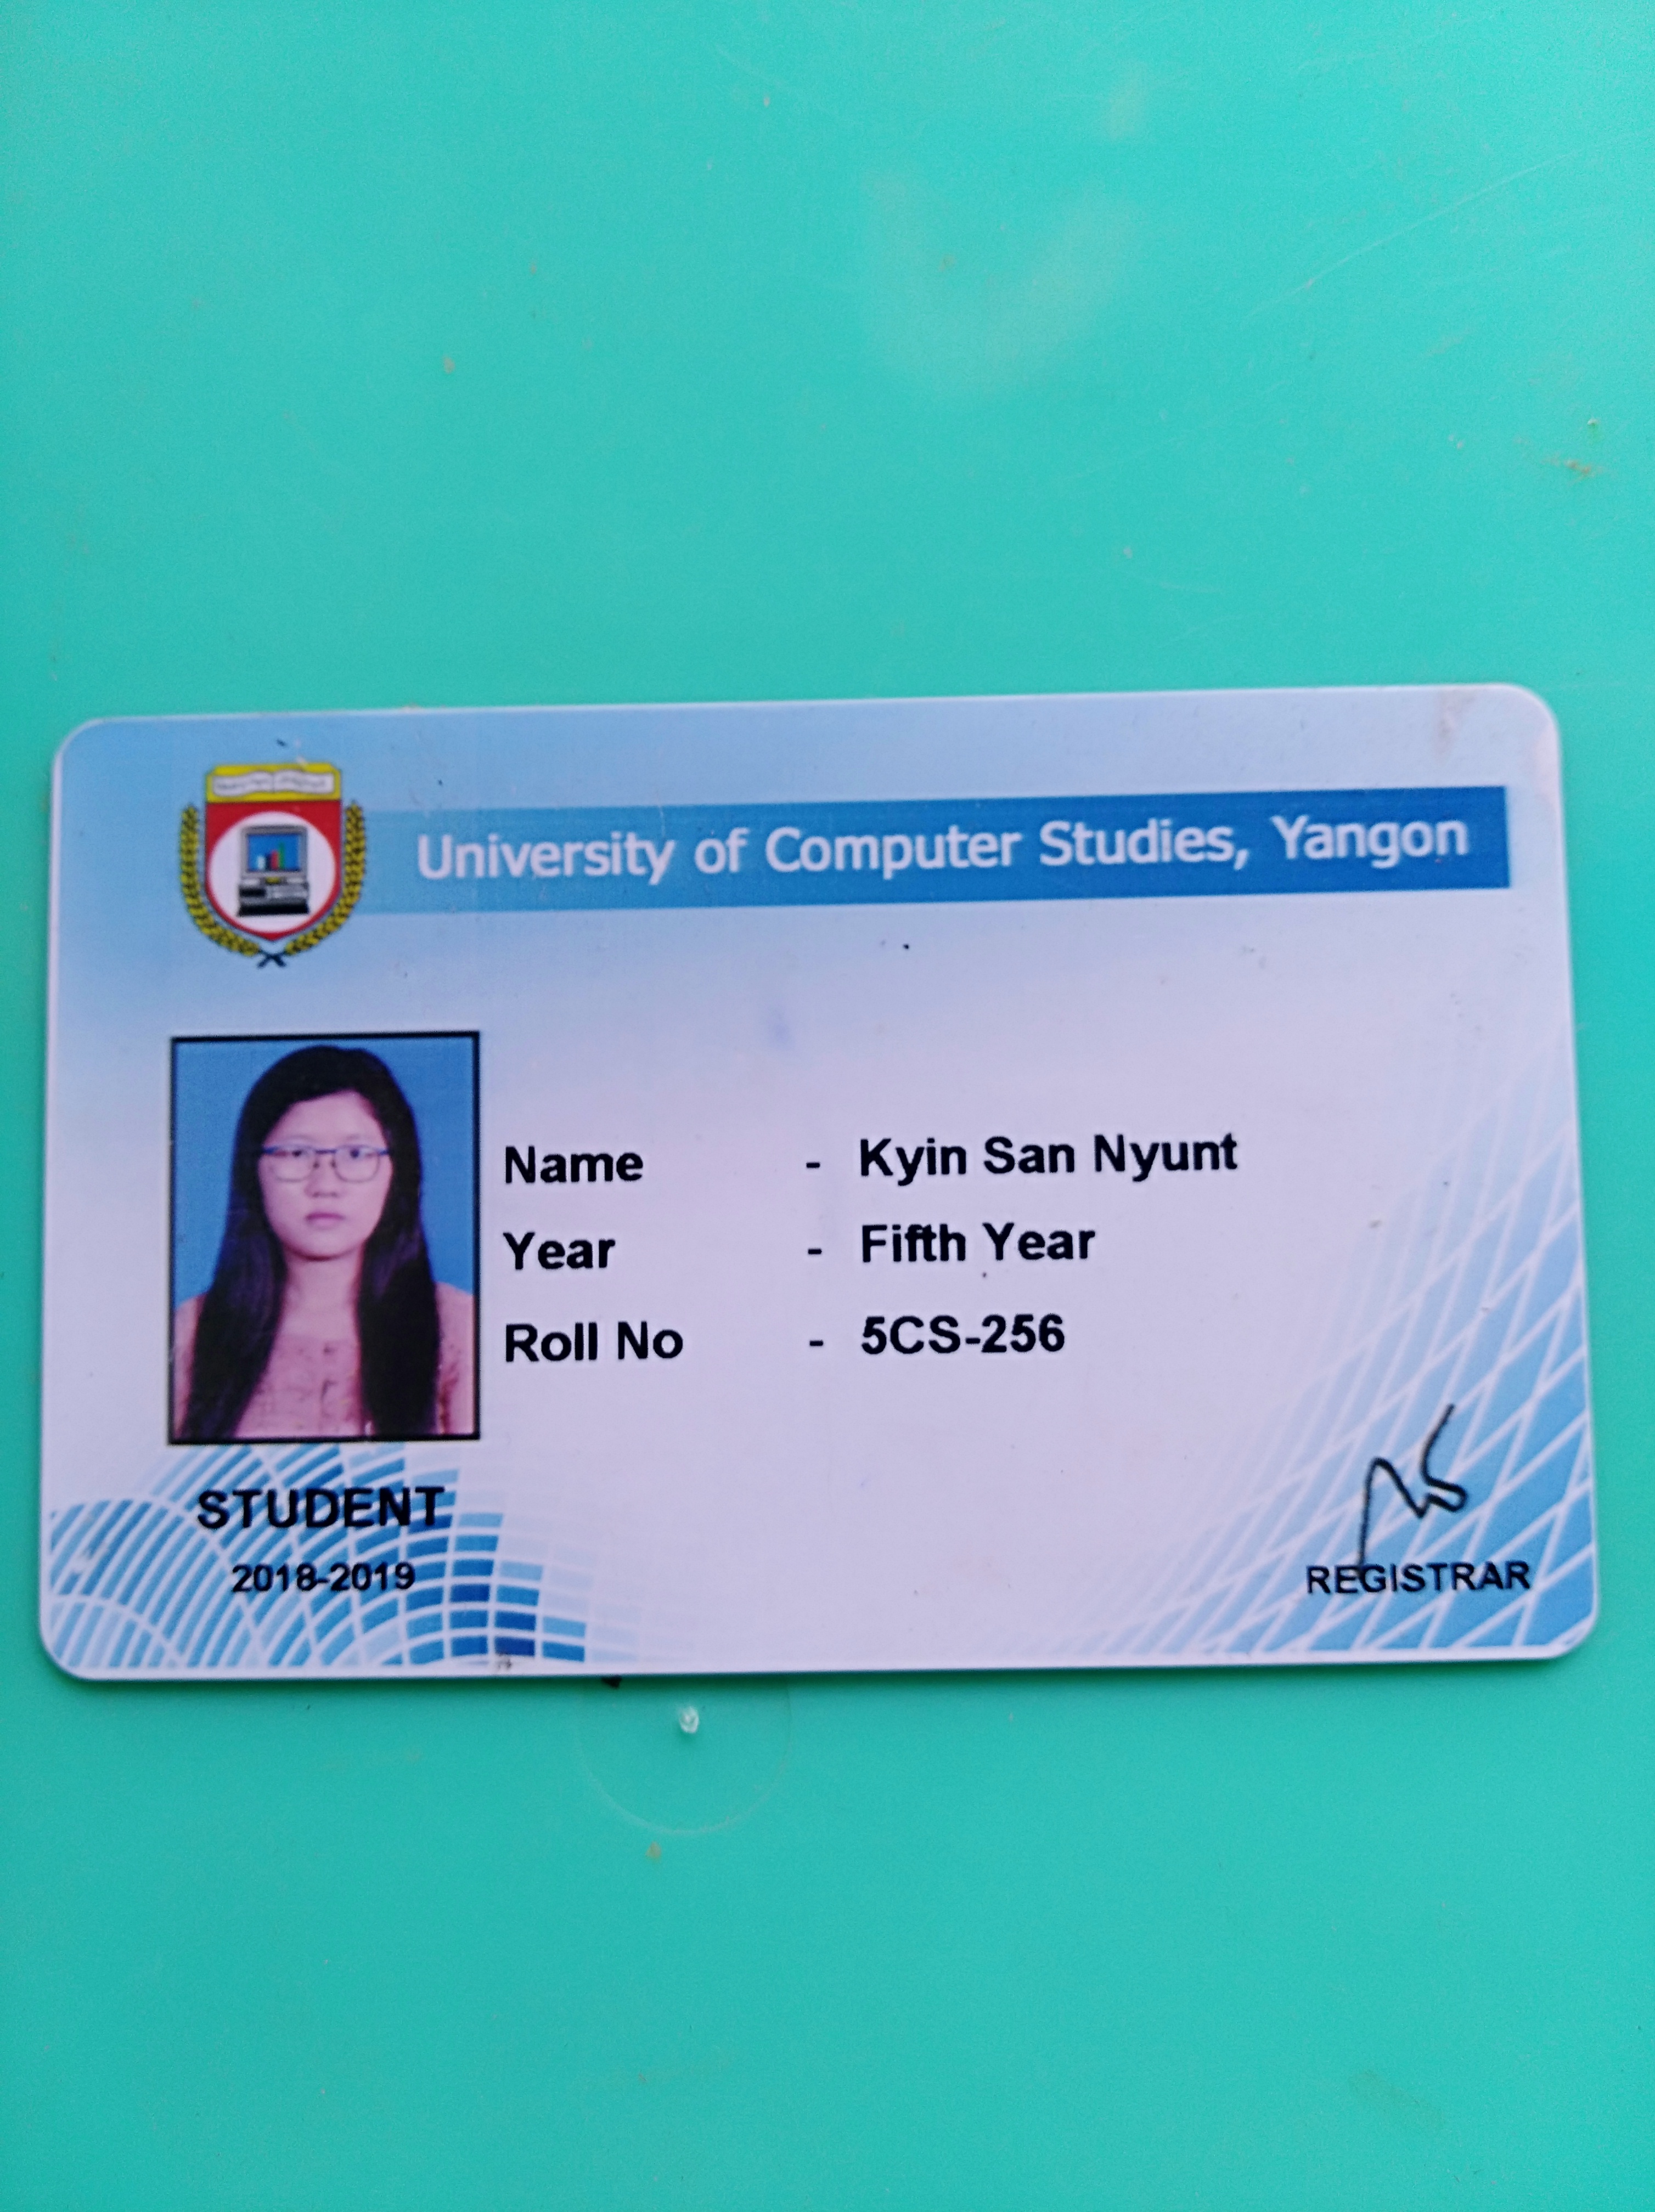 University of Computer Studies, Yangon
Name - Kyin San Nyunt
Year - Fifth Year
Roll No - 5CS-256
STUDENT
2018-2019
REGISTRAR